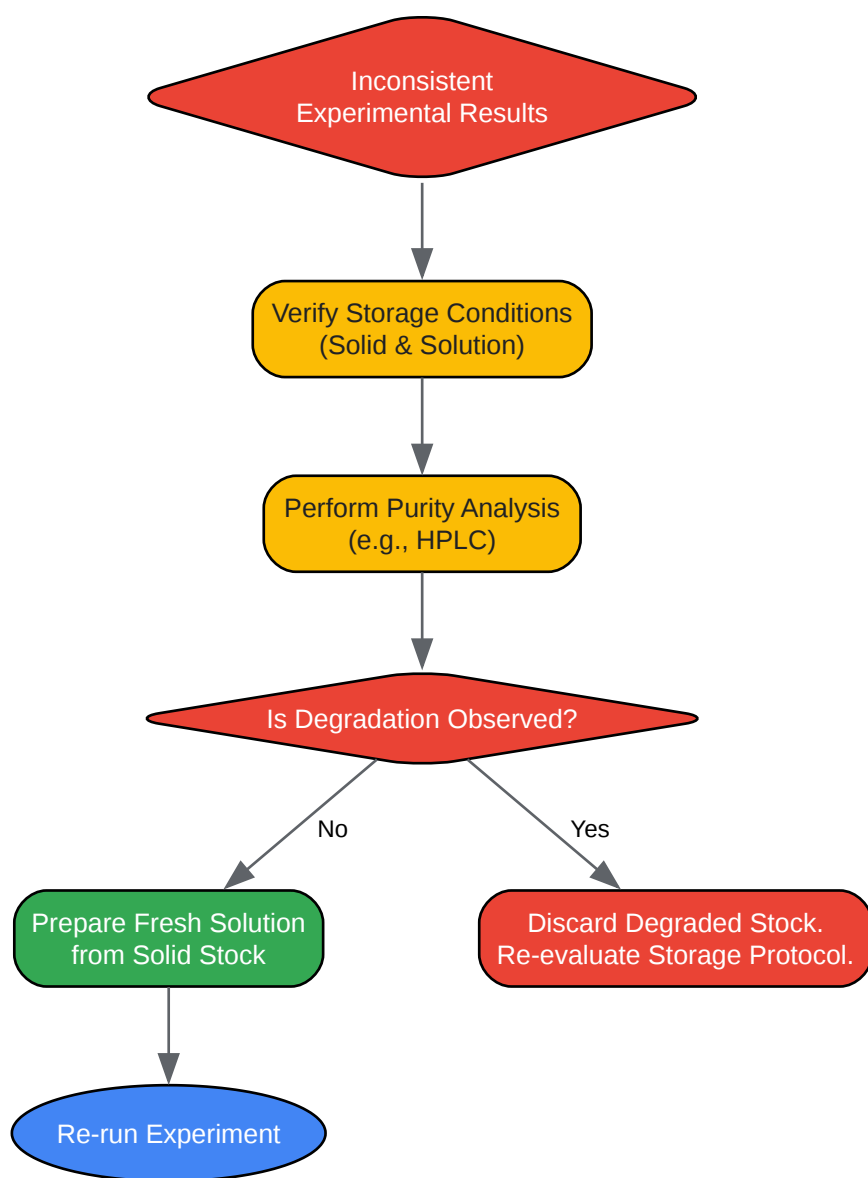 Inconsistent
Experimental Results
Verify Storage Conditions
(Solid & Solution)
Perform Purity Analysis
(e.g., HPLC)
Is Degradation Observed?
No
Yes
Prepare Fresh Solution
from Solid Stock
Discard Degraded Stock.
Re-evaluate Storage Protocol.
Re-run Experiment